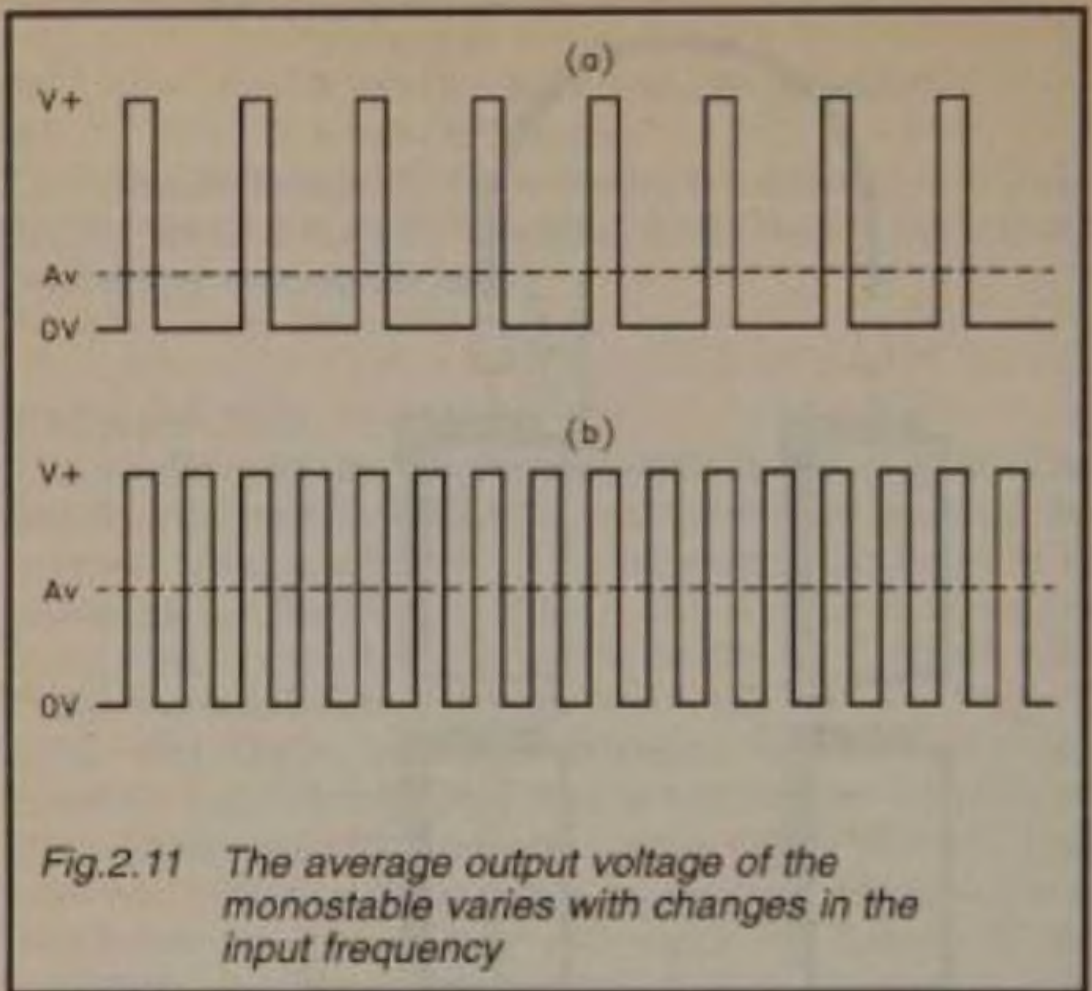 (a)
V+
Av
0V
(b)
V+
Av
0V
Fig.2.11 The average output voltage of the
monostable varies with changes in the
input frequency